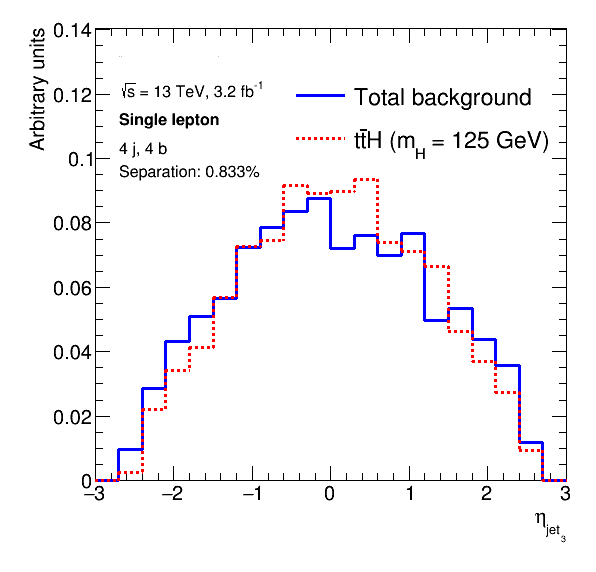 0.14
0.12
0.1
0.08
0.06
0.04
0.02
0
Arbitrary units
√s = 13 TeV, 3.2 fb⁻¹
Single lepton
4 j, 4 b
Separation: 0.833%
Total background
tt̄H (m_H = 125 GeV)
−3 −2 −1 0 1 2 3
η_jet₃